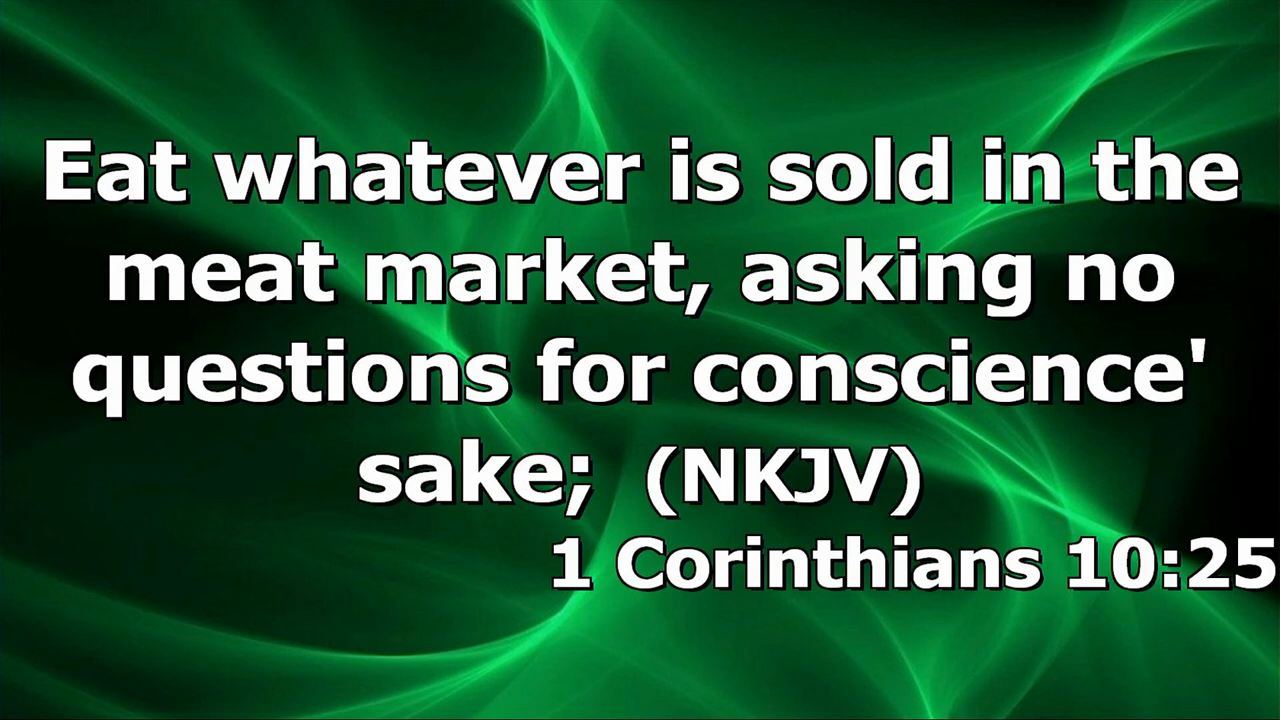 Eat whatever is sold in the
meat market, asking no
questions for conscience'
sake;  (NKJV)
1 Corinthians 10:25